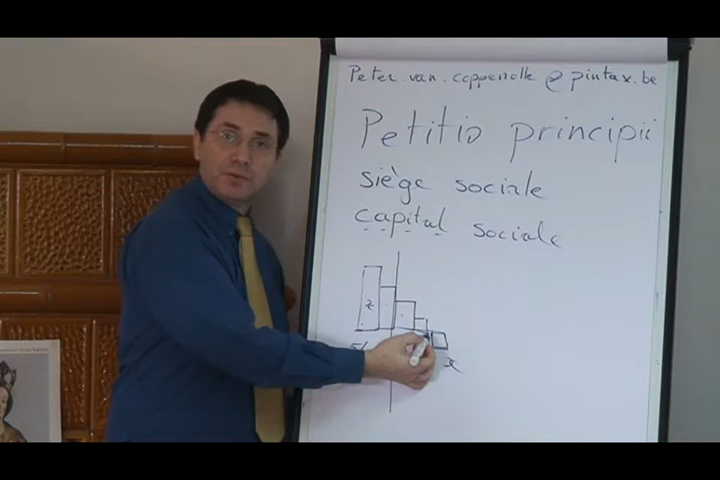 Peter.van.coppenolle@pintax.be
Petitio principii
siège sociale
capital sociale
z
x